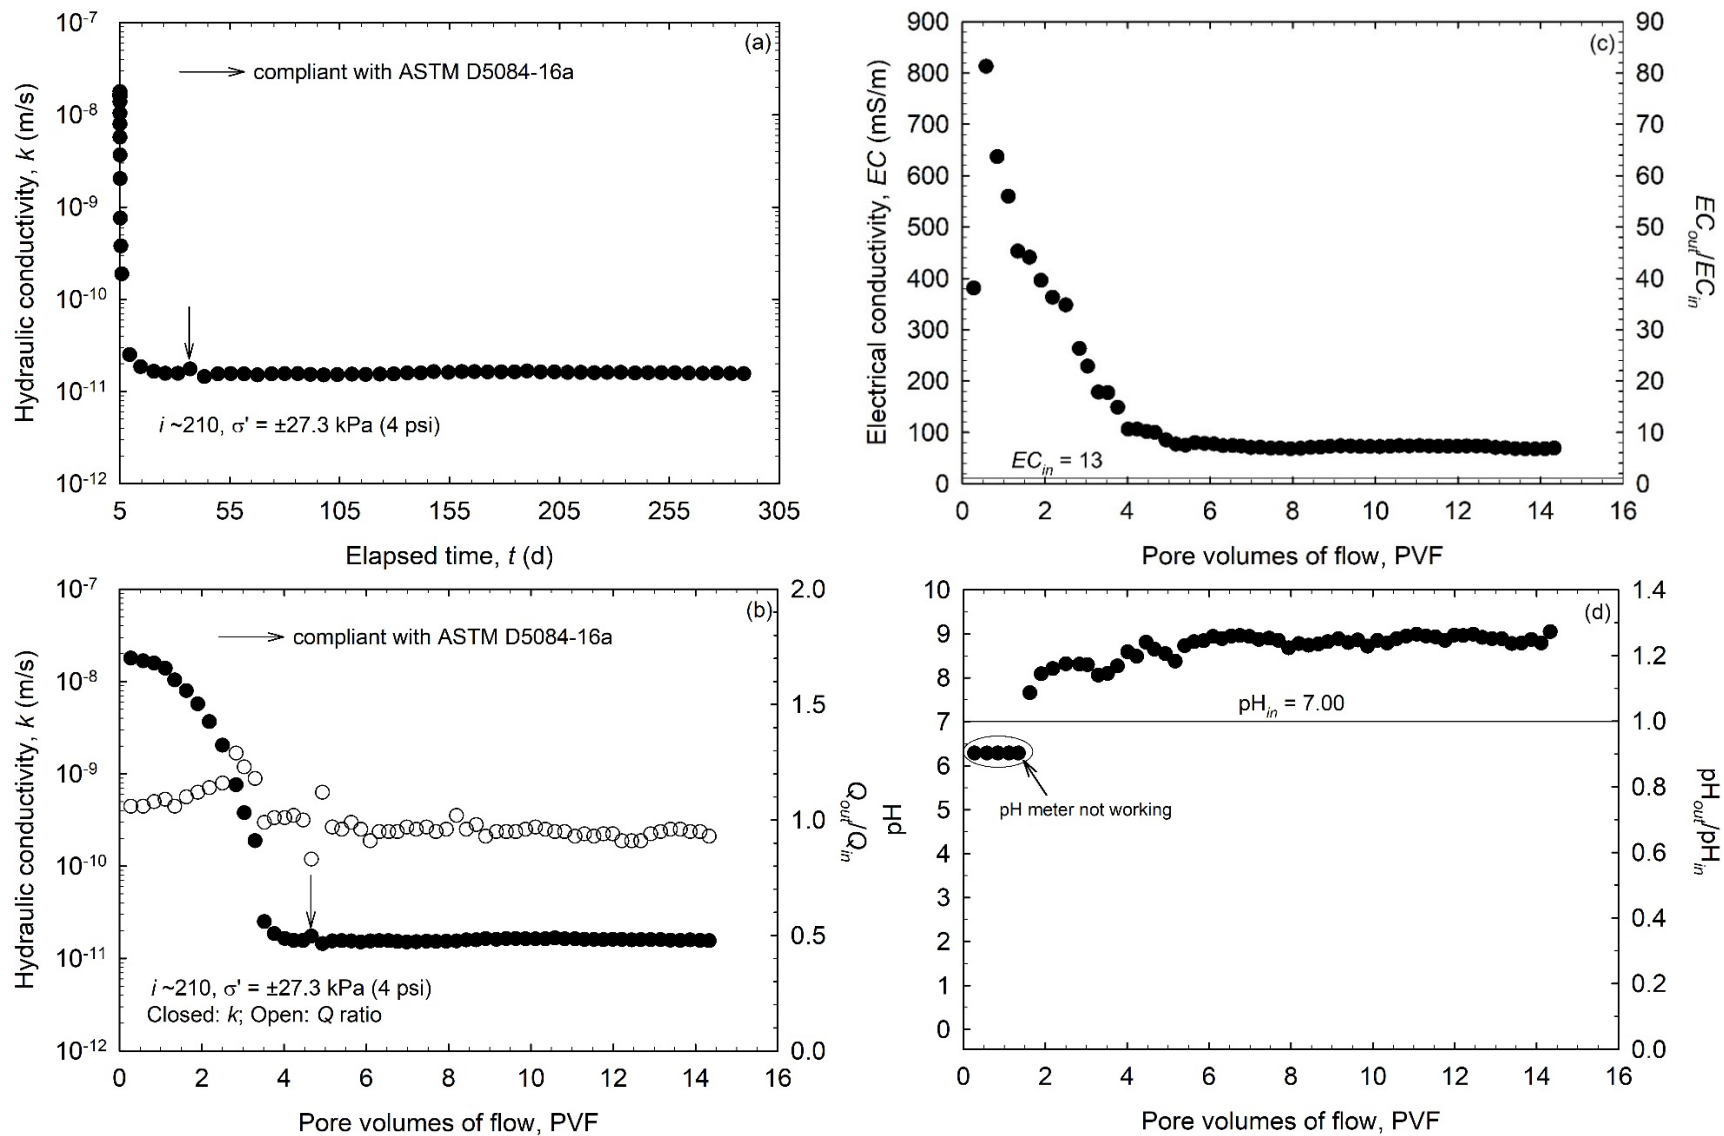 (a)
compliant with ASTM D5084-16a
Hydraulic conductivity, k (m/s)
10-7
10-8
10-9
10-10
10-11
10-12
i ~210, σ' = ±27.3 kPa (4 psi)
5 55 105 155 205 255 305
Elapsed time, t (d)
(c)
Electrical conductivity, EC (mS/m)
900
800
700
600
500
400
300
200
100
0
90
80
70
60
50
40
30
20
10
0
ECout/ECin
ECin = 13
0 2 4 6 8 10 12 14 16
Pore volumes of flow, PVF
(b)
compliant with ASTM D5084-16a
Hydraulic conductivity, k (m/s)
10-7
10-8
10-9
10-10
10-11
10-12
2.0
1.5
1.0
0.5
0.0
Qout/Qin
i ~210, σ' = ±27.3 kPa (4 psi)
Closed: k; Open: Q ratio
0 2 4 6 8 10 12 14 16
Pore volumes of flow, PVF
(d)
pH
10
9
8
7
6
5
4
3
2
1
0
1.4
1.2
1.0
0.8
0.6
0.4
0.2
0.0
pHout/pHin
pHin = 7.00
pH meter not working
0 2 4 6 8 10 12 14 16
Pore volumes of flow, PVF